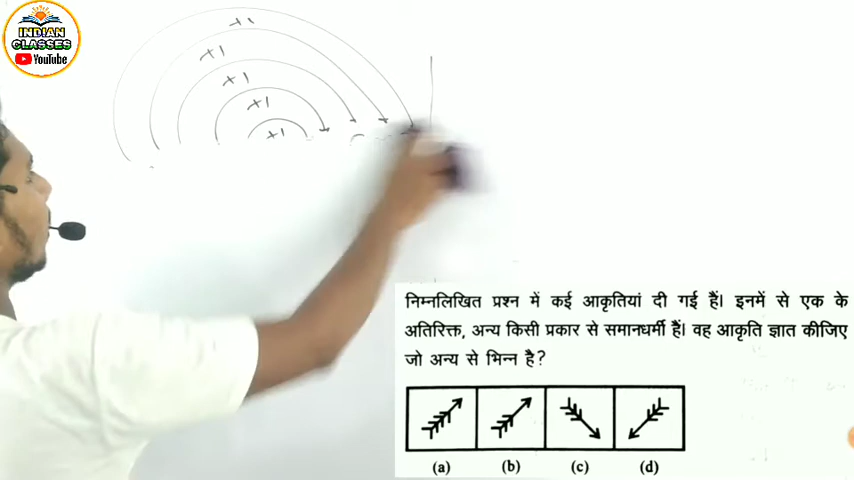 INDIAN
CLASSES
YouTube
+1
+1
+1
+1
+1
निम्नलिखित प्रश्न में कई आकृतियां दी गई हैं। इनमें से एक के
अतिरिक्त, अन्य किसी प्रकार से समानधर्मी हैं। वह आकृति ज्ञात कीजिए
जो अन्य से भिन्न है?
(a) (b) (c) (d)